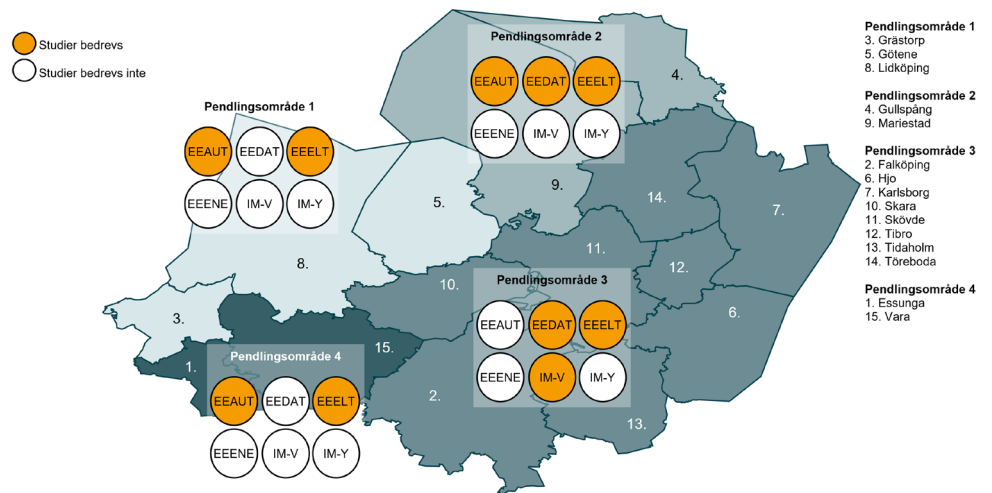 Studier bedrevs
Studier bedrevs inte
Pendlingsområde 1
EEAUT EEDAT EEELT
EEENE IM-V IM-Y
Pendlingsområde 2
EEAUT EEDAT EEELT
EEENE IM-V IM-Y
Pendlingsområde 3
EEAUT EEDAT EEELT
EEENE IM-V IM-Y
Pendlingsområde 4
EEAUT EEDAT EEELT
EEENE IM-V IM-Y
4.
9.
14.
7.
5.
11.
8.
10.
12.
3.
6.
15.
1.
2.
13.
Pendlingsområde 1
3. Grästorp
5. Götene
8. Lidköping
Pendlingsområde 2
4. Gullspång
9. Mariestad
Pendlingsområde 3
2. Falköping
6. Hjo
7. Karlsborg
10. Skara
11. Skövde
12. Tibro
13. Tidaholm
14. Töreboda
Pendlingsområde 4
1. Essunga
15. Vara